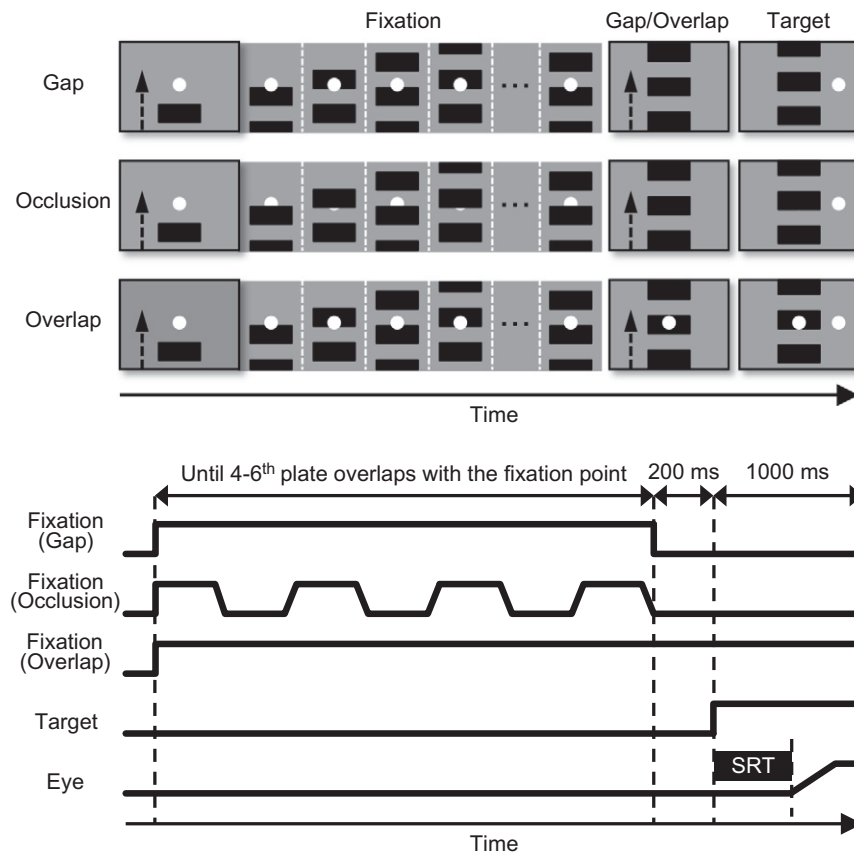 Fixation
Gap/Overlap
Target
Gap
...
Occlusion
...
Overlap
...
Time
Until 4-6th plate overlaps with the fixation point
200 ms
1000 ms
Fixation
(Gap)
Fixation
(Occlusion)
Fixation
(Overlap)
Target
SRT
Eye
Time